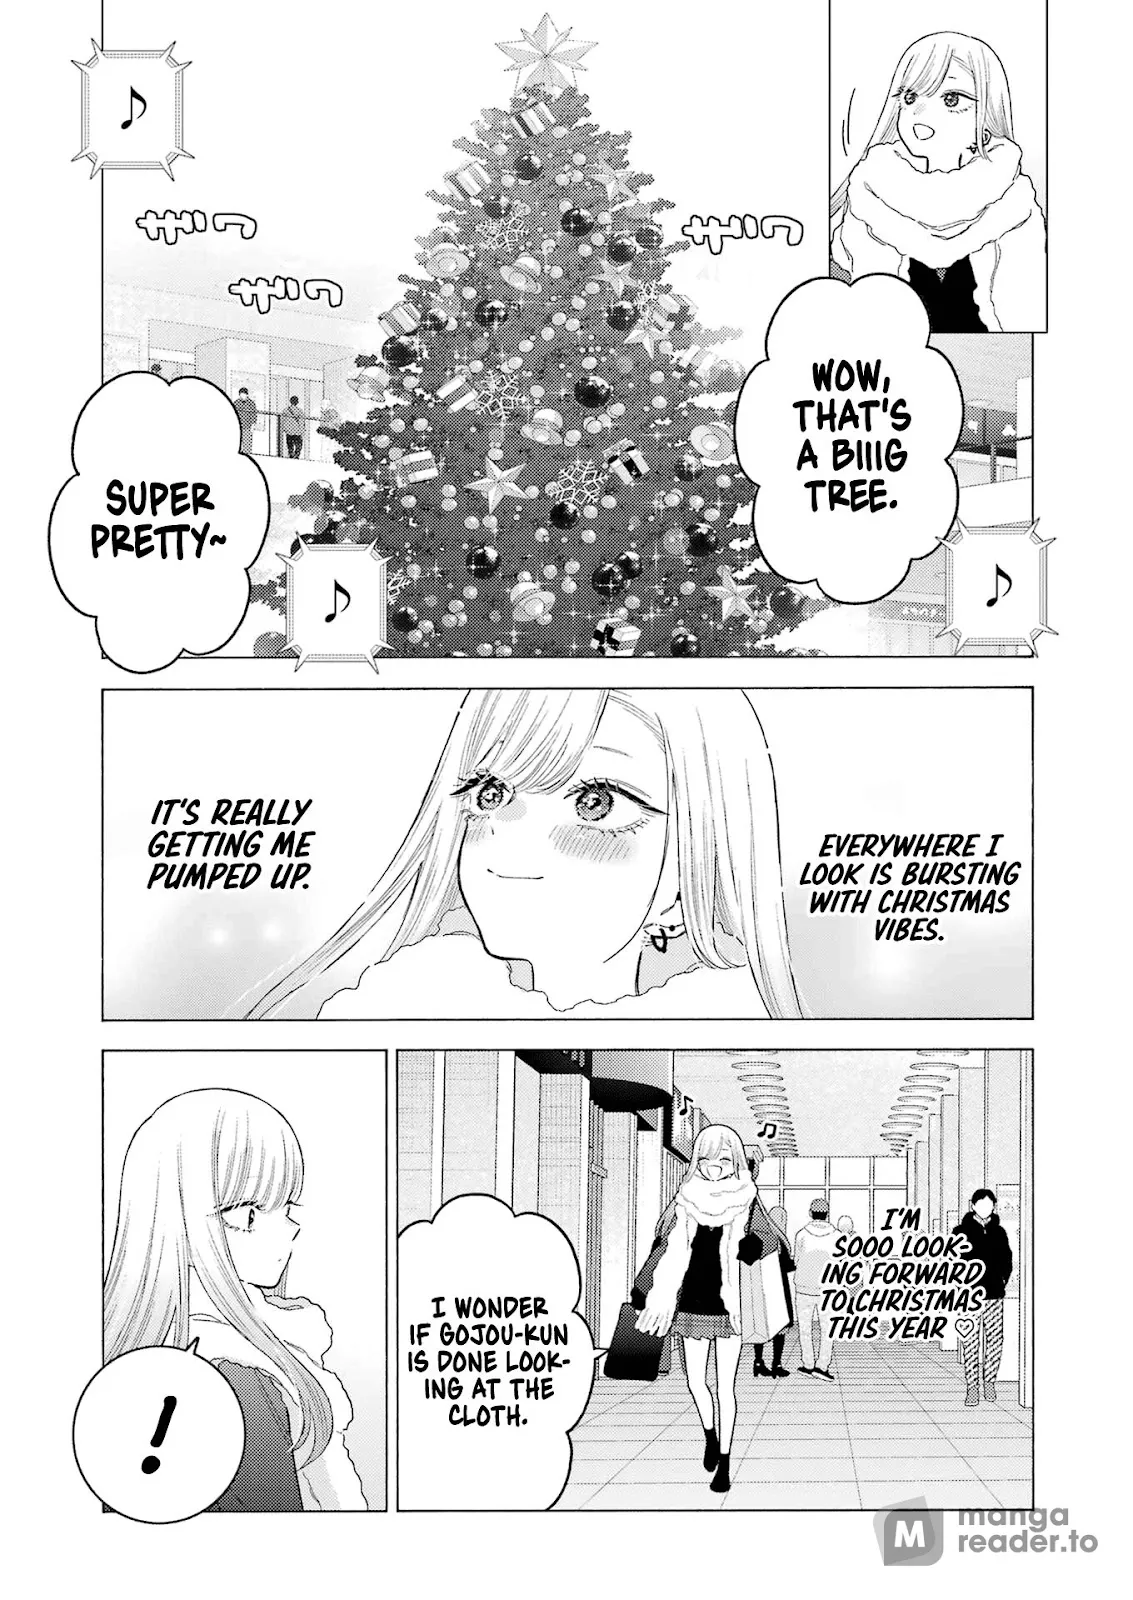 WOW,
THAT'S
A BIIIG
TREE.
ザワ
ザワ
ザワ
SUPER
PRETTY~
EVERYWHERE I
LOOK IS BURSTING
WITH CHRISTMAS
VIBES.
IT'S REALLY
GETTING ME
PUMPED UP.
I'M
SOOO LOOK-
ING FORWARD
TO CHRISTMAS
THIS YEAR ♡
I WONDER
IF GOJOU-KUN
IS DONE LOOK-
ING AT THE
CLOTH.
!
M manga
reader.to